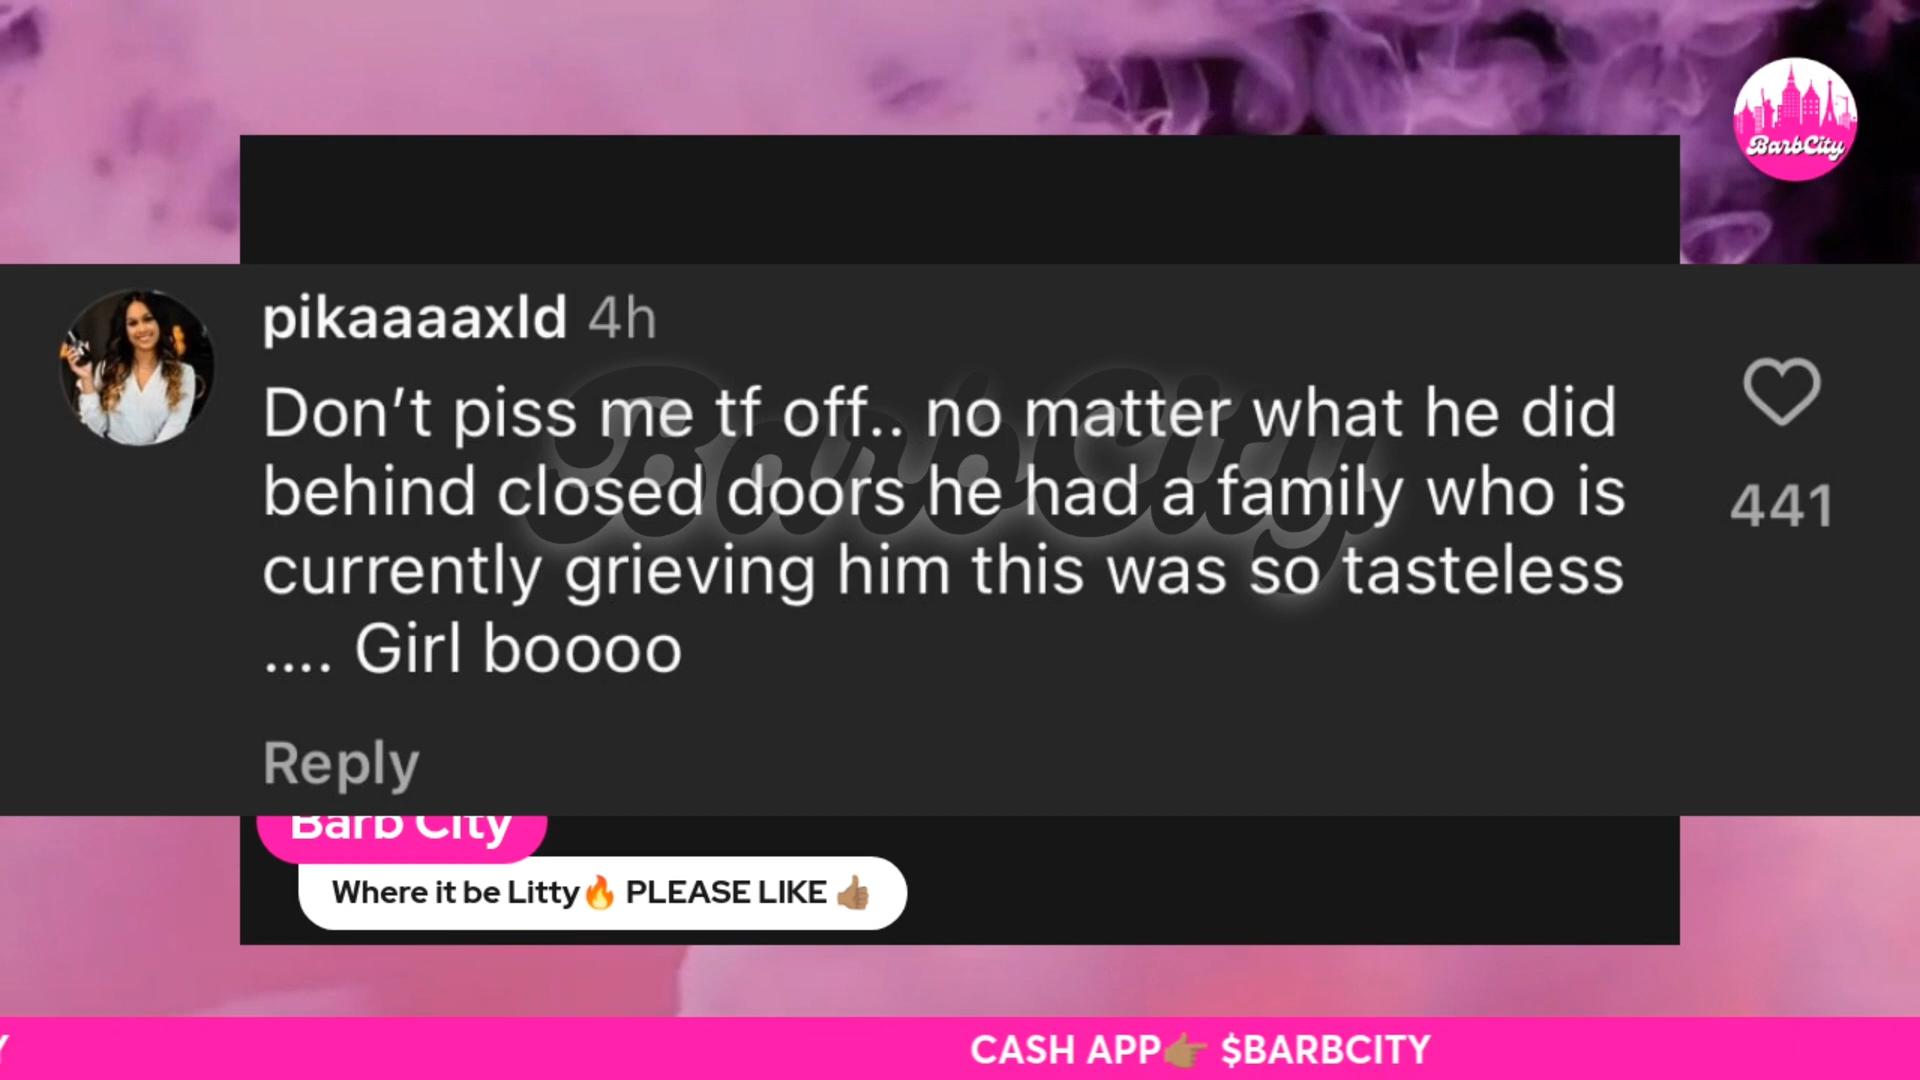 BarbCity
pikaaaaxld 4h
Don’t piss me tf off.. no matter what he did
behind closed doors he had a family who is
currently grieving him this was so tasteless
.... Girl boooo
441
Reply
BarbCity
Barb City
Where it be Litty🔥 PLEASE LIKE 👍🏽
Y
CASH APP👉🏽 $BARBCITY